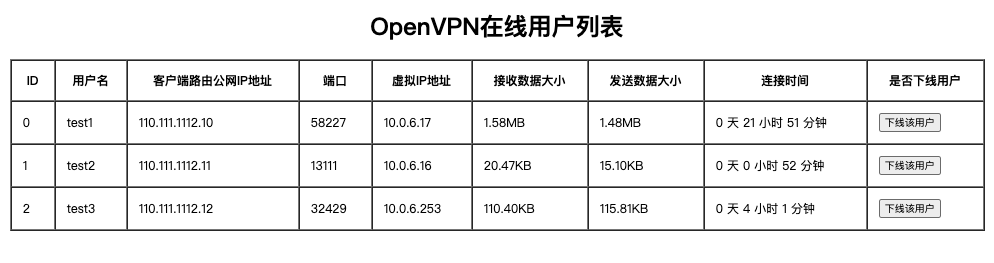 OpenVPN在线用户列表
ID 用户名 客户端路由公网IP地址 端口 虚拟IP地址 接收数据大小 发送数据大小 连接时间 是否下线用户
0 test1 110.111.1112.10 58227 10.0.6.17 1.58MB 1.48MB 0 天 21 小时 51 分钟 下线该用户
1 test2 110.111.1112.11 13111 10.0.6.16 20.47KB 15.10KB 0 天 0 小时 52 分钟 下线该用户
2 test3 110.111.1112.12 32429 10.0.6.253 110.40KB 115.81KB 0 天 4 小时 1 分钟 下线该用户